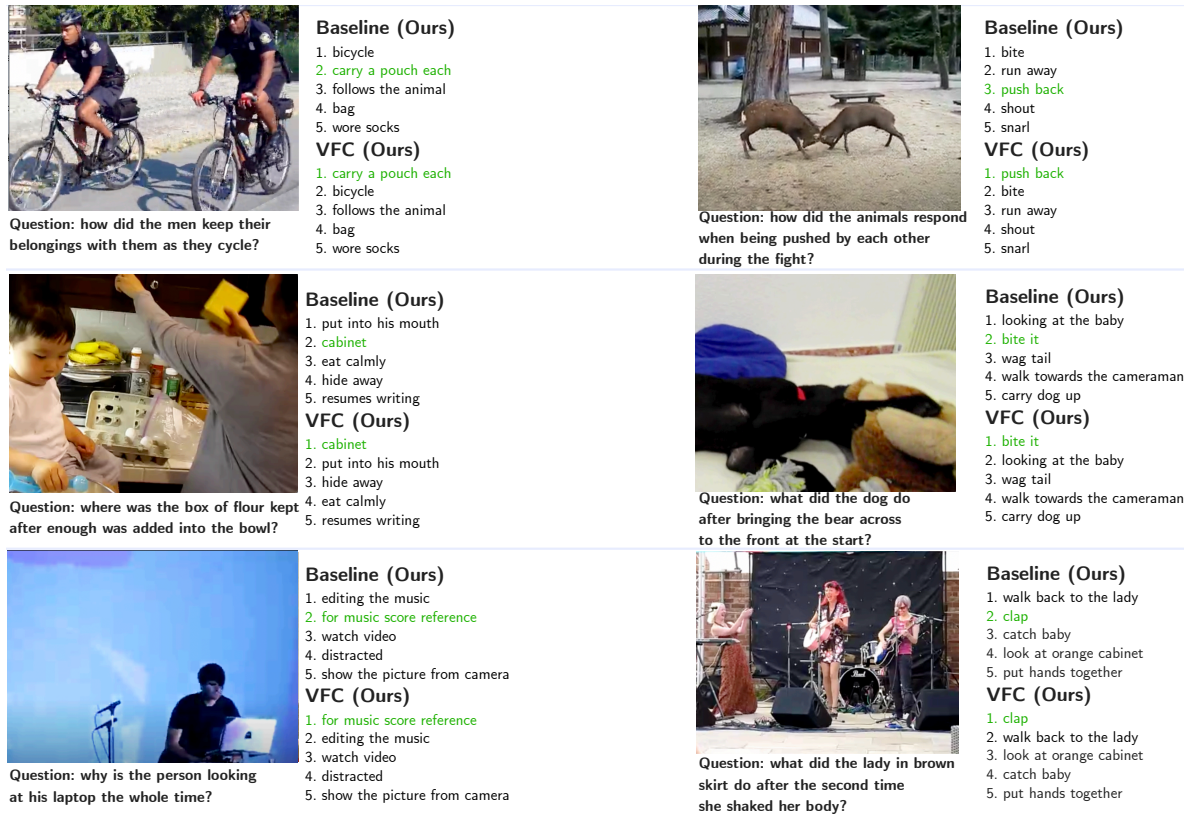 Baseline (Ours)
1. bicycle
2. carry a pouch each
3. follows the animal
4. bag
5. wore socks
VFC (Ours)
1. carry a pouch each
2. bicycle
3. follows the animal
4. bag
5. wore socks
Question: how did the men keep their
belongings with them as they cycle?
Baseline (Ours)
1. bite
2. run away
3. push back
4. shout
5. snarl
VFC (Ours)
1. push back
2. bite
3. run away
4. shout
5. snarl
Question: how did the animals respond
when being pushed by each other
during the fight?
Baseline (Ours)
1. put into his mouth
2. cabinet
3. eat calmly
4. hide away
5. resumes writing
VFC (Ours)
1. cabinet
2. put into his mouth
3. hide away
4. eat calmly
5. resumes writing
Question: where was the box of flour kept
after enough was added into the bowl?
Baseline (Ours)
1. looking at the baby
2. bite it
3. wag tail
4. walk towards the cameraman
5. carry dog up
VFC (Ours)
1. bite it
2. looking at the baby
3. wag tail
4. walk towards the cameraman
5. carry dog up
Question: what did the dog do
after bringing the bear across
to the front at the start?
Baseline (Ours)
1. editing the music
2. for music score reference
3. watch video
4. distracted
5. show the picture from camera
VFC (Ours)
1. for music score reference
2. editing the music
3. watch video
4. distracted
5. show the picture from camera
Question: why is the person looking
at his laptop the whole time?
Pearl
Baseline (Ours)
1. walk back to the lady
2. clap
3. catch baby
4. look at orange cabinet
5. put hands together
VFC (Ours)
1. clap
2. walk back to the lady
3. look at orange cabinet
4. catch baby
5. put hands together
Question: what did the lady in brown
skirt do after the second time
she shaked her body?